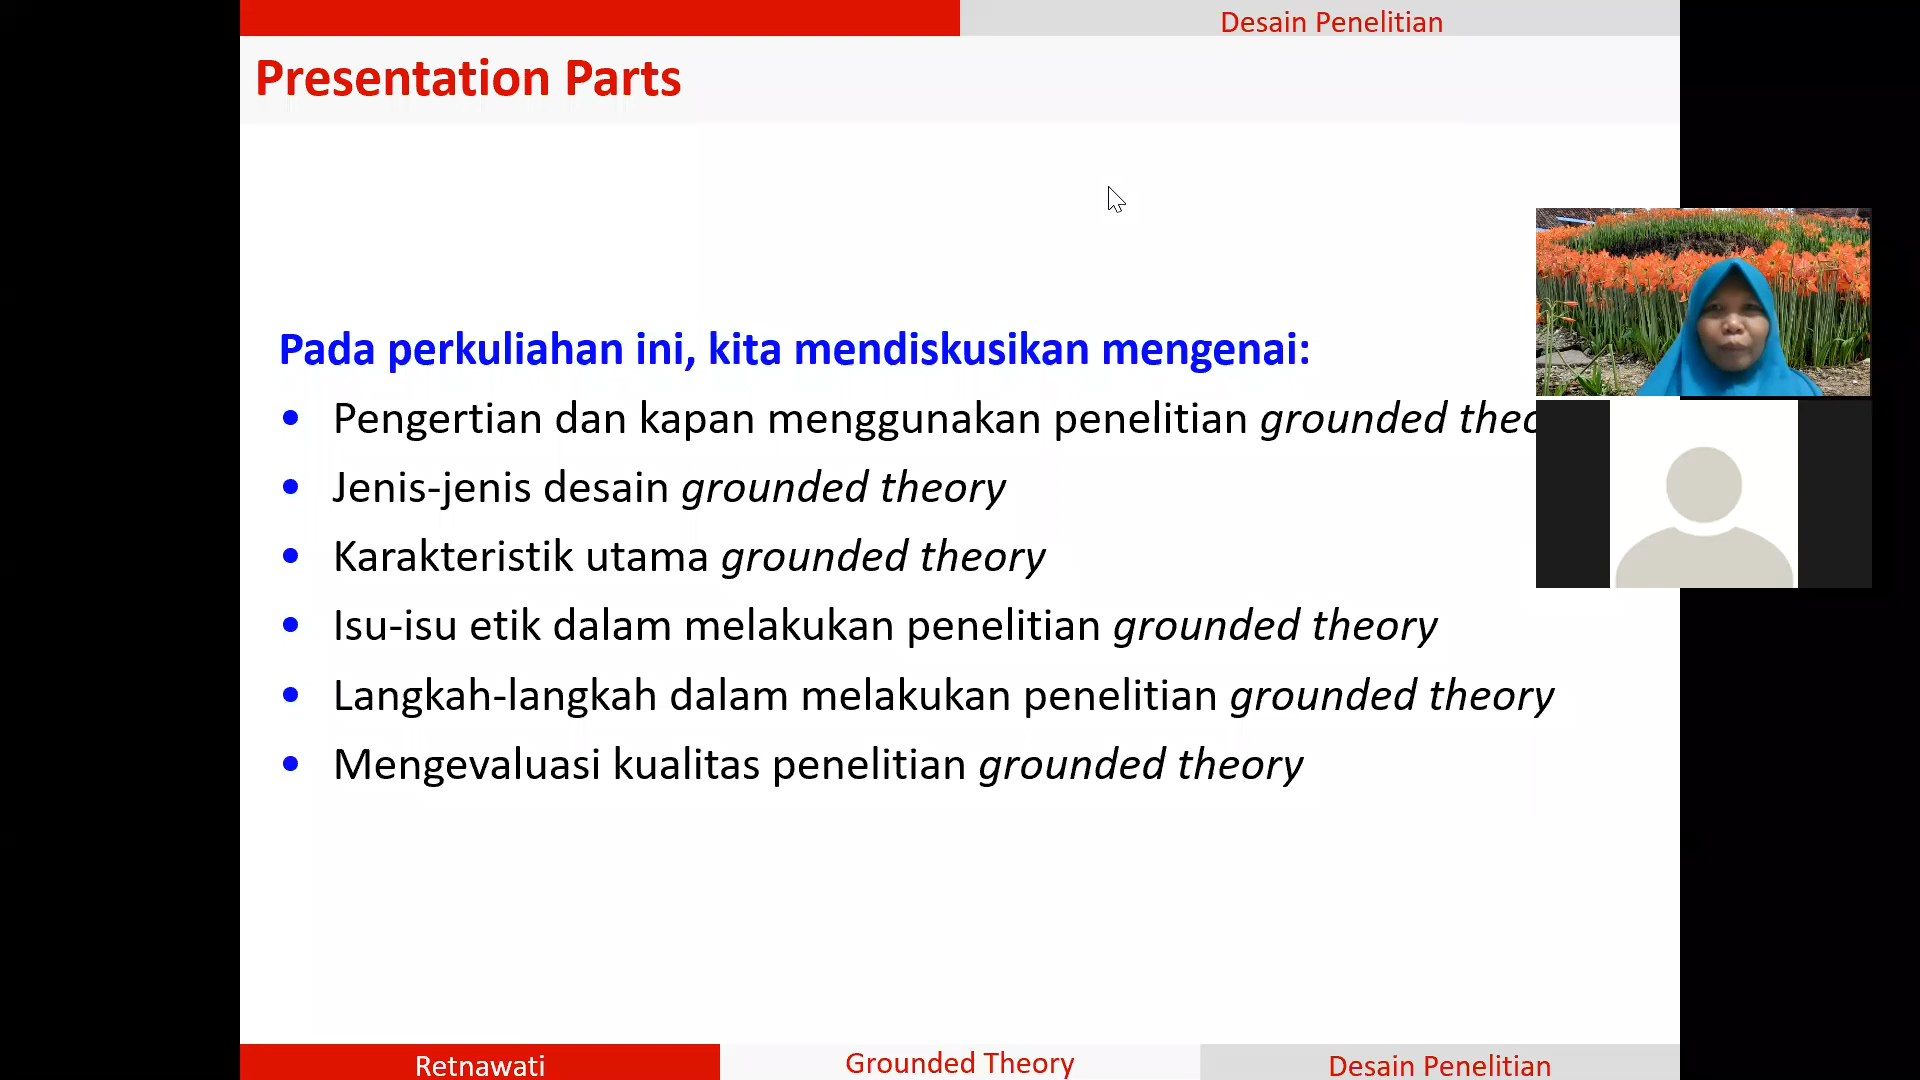 Desain Penelitian
Presentation Parts
Pada perkuliahan ini, kita mendiskusikan mengenai:
• Pengertian dan kapan menggunakan penelitian grounded theo
• Jenis-jenis desain grounded theory
• Karakteristik utama grounded theory
• Isu-isu etik dalam melakukan penelitian grounded theory
• Langkah-langkah dalam melakukan penelitian grounded theory
• Mengevaluasi kualitas penelitian grounded theory
Retnawati
Grounded Theory
Desain Penelitian